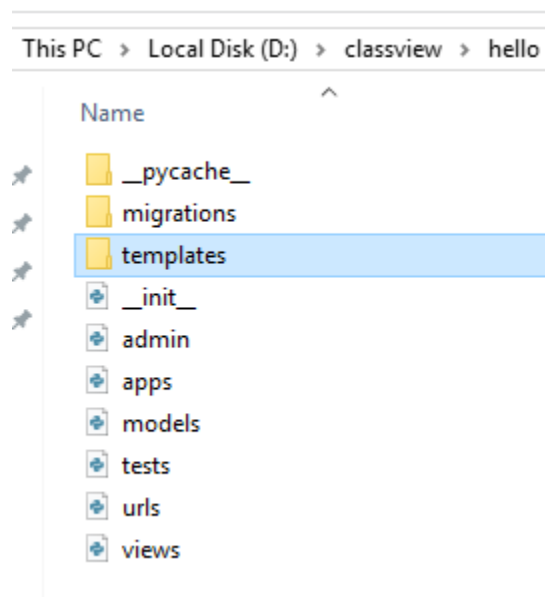 This PC > Local Disk (D:) > classview > hello
Name
__pycache__
migrations
templates
__init__
admin
apps
models
tests
urls
views